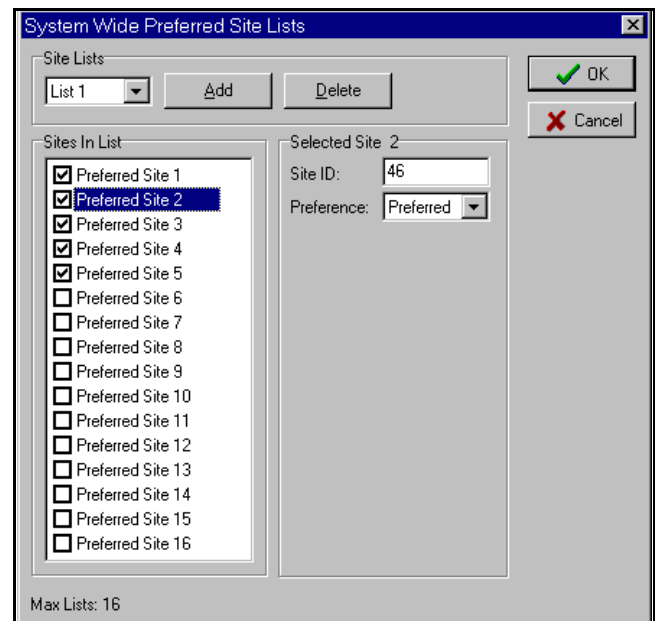 System Wide Preferred Site Lists
Site Lists
List 1
Add
Delete
OK
Cancel
Sites In List
Preferred Site 1
Preferred Site 2
Preferred Site 3
Preferred Site 4
Preferred Site 5
Preferred Site 6
Preferred Site 7
Preferred Site 8
Preferred Site 9
Preferred Site 10
Preferred Site 11
Preferred Site 12
Preferred Site 13
Preferred Site 14
Preferred Site 15
Preferred Site 16
Selected Site 2
Site ID: 46
Preference: Preferred
Max Lists: 16